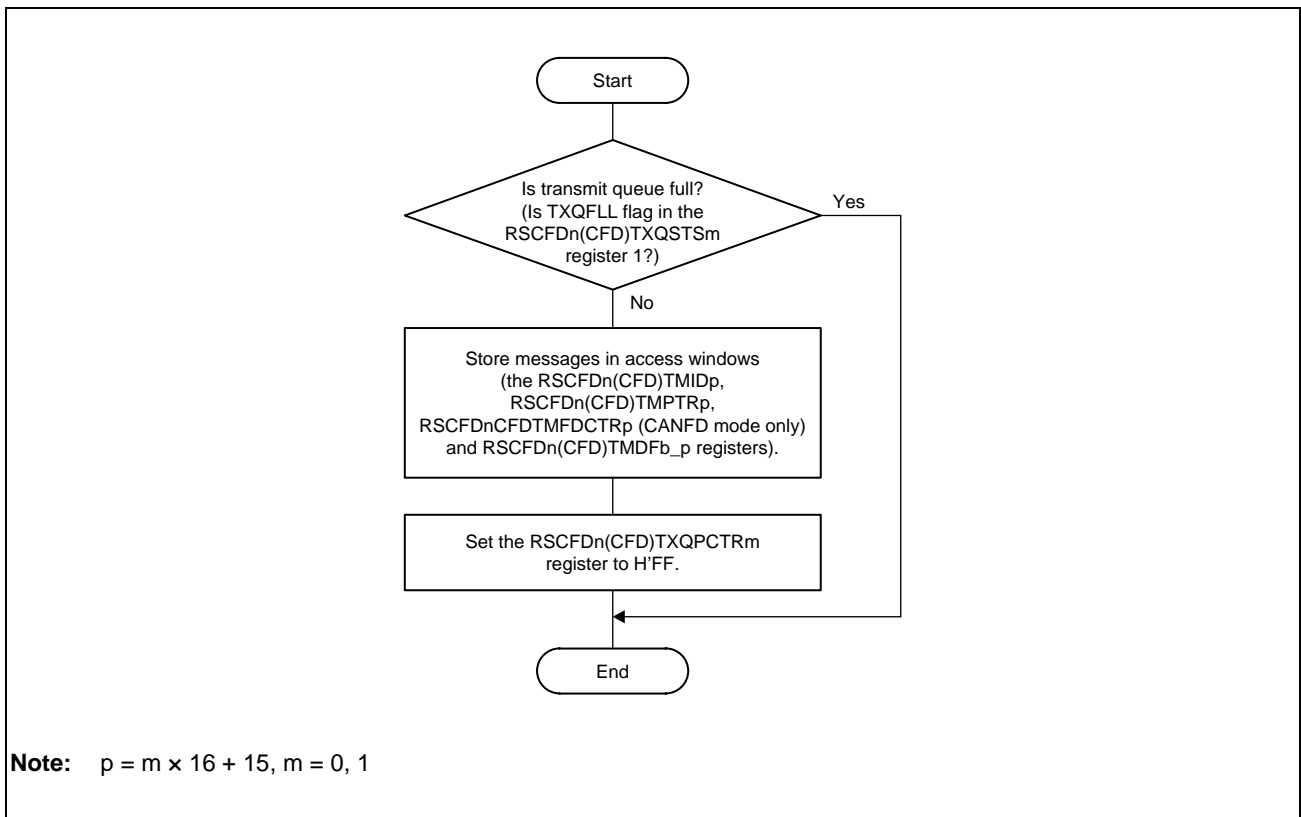 Start
Is transmit queue full?
(Is TXQFLL flag in the
RSCFDn(CFD)TXQSTSm
register 1?)
Yes
No
Store messages in access windows
(the RSCFDn(CFD)TMIDp,
RSCFDn(CFD)TMPTRp,
RSCFDnCFDTMFDCTRp (CANFD mode only)
and RSCFDn(CFD)TMDFb_p registers).
Set the RSCFDn(CFD)TXQPCTRm
register to H'FF.
End
Note: p = m × 16 + 15, m = 0, 1